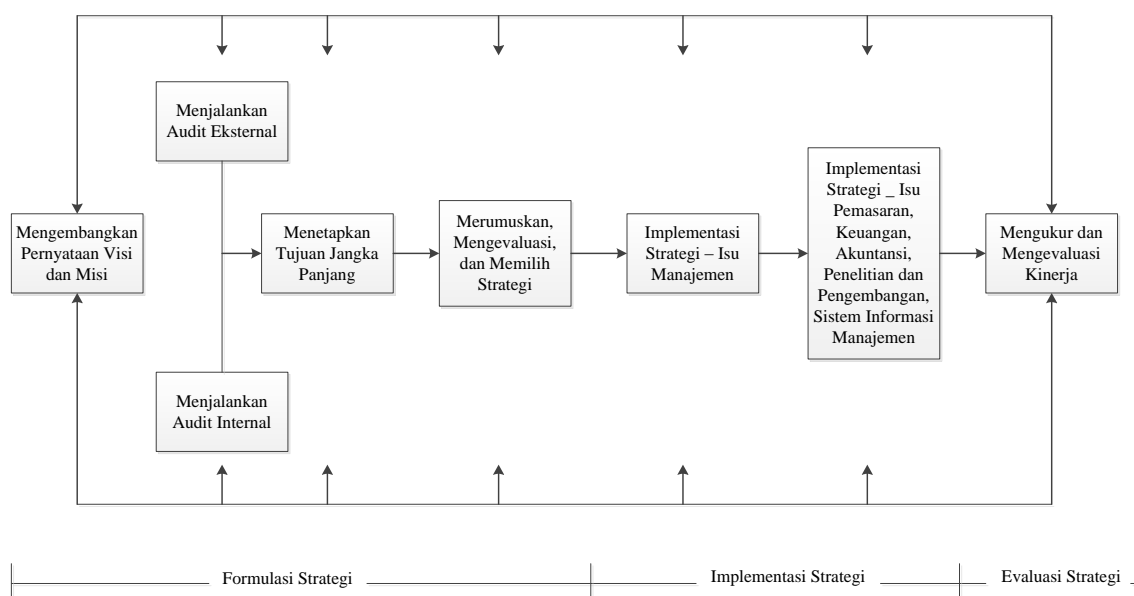 Menjalankan
Audit Eksternal
Mengembangkan
Pernyataan Visi
dan Misi
Menetapkan
Tujuan Jangka
Panjang
Merumuskan,
Mengevaluasi,
dan Memilih
Strategi
Implementasi
Strategi – Isu
Manajemen
Implementasi
Strategi _ Isu
Pemasaran,
Keuangan,
Akuntansi,
Penelitian dan
Pengembangan,
Sistem Informasi
Manajemen
Mengukur dan
Mengevaluasi
Kinerja
Menjalankan
Audit Internal
Formulasi Strategi
Implementasi Strategi
Evaluasi Strategi